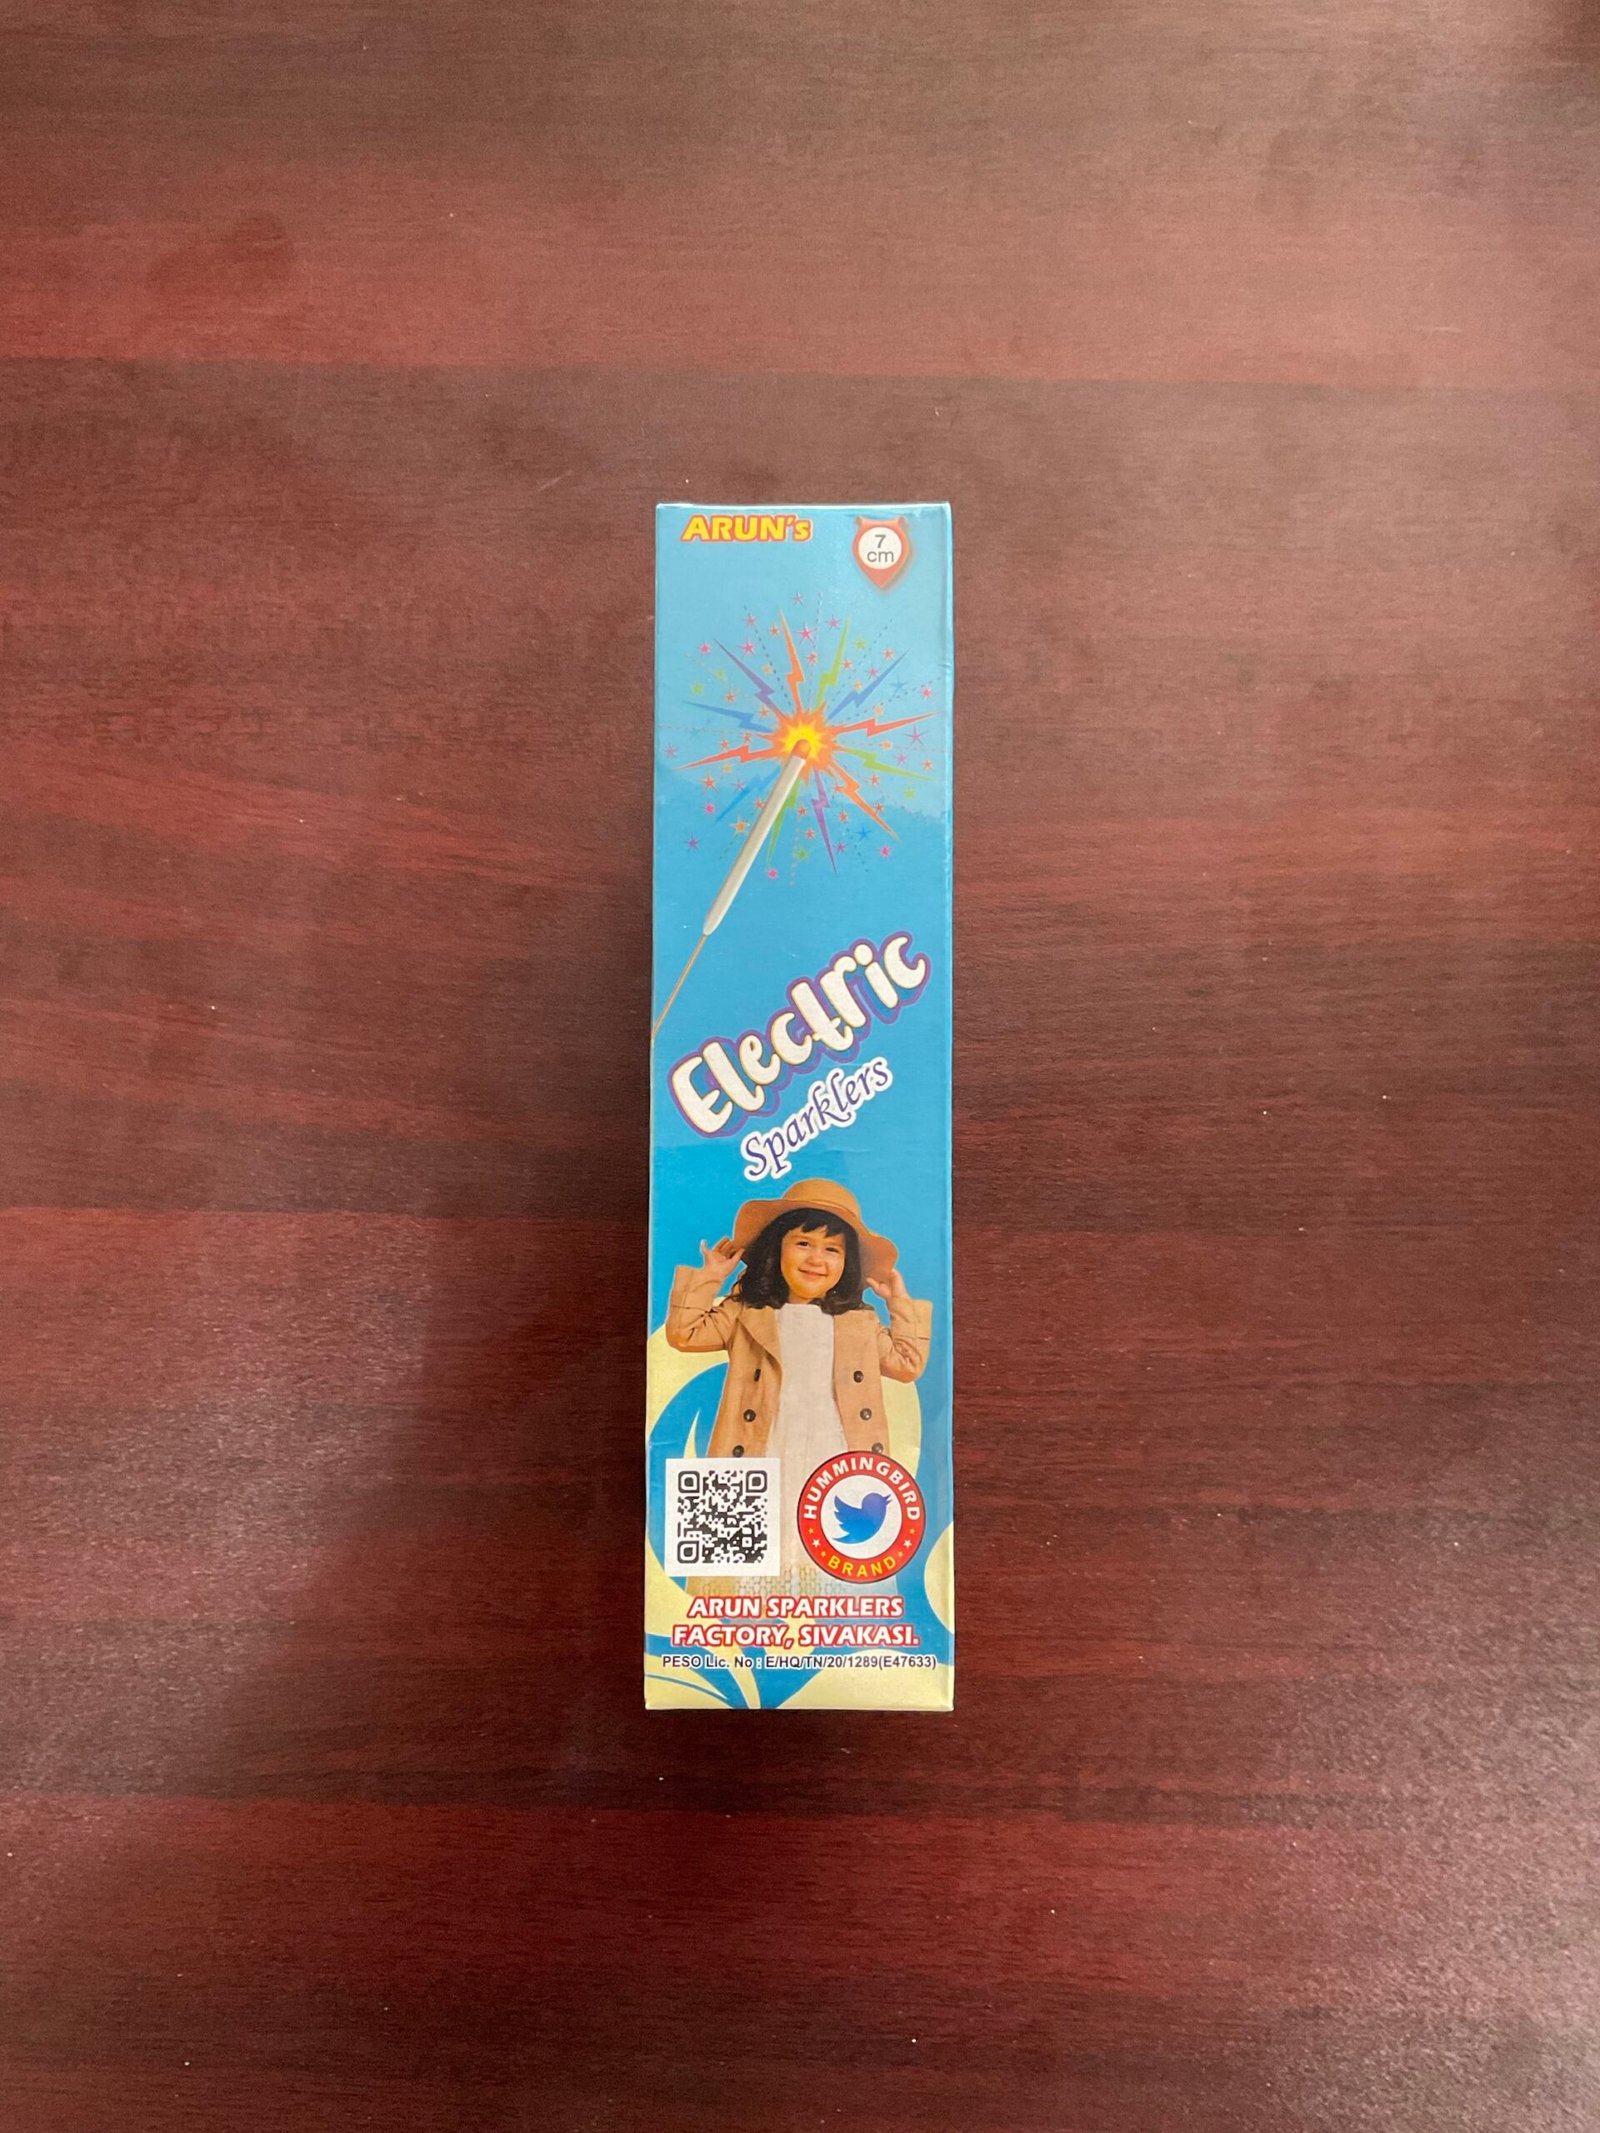 ARUN's
7
cm
Electric
Sparklers
HUMMINGBIRD
BRAND
ARUN SPARKLERS
FACTORY, SIVAKASI.
PESO Lic. No : E/HQ/TN/20/1289(E47633)